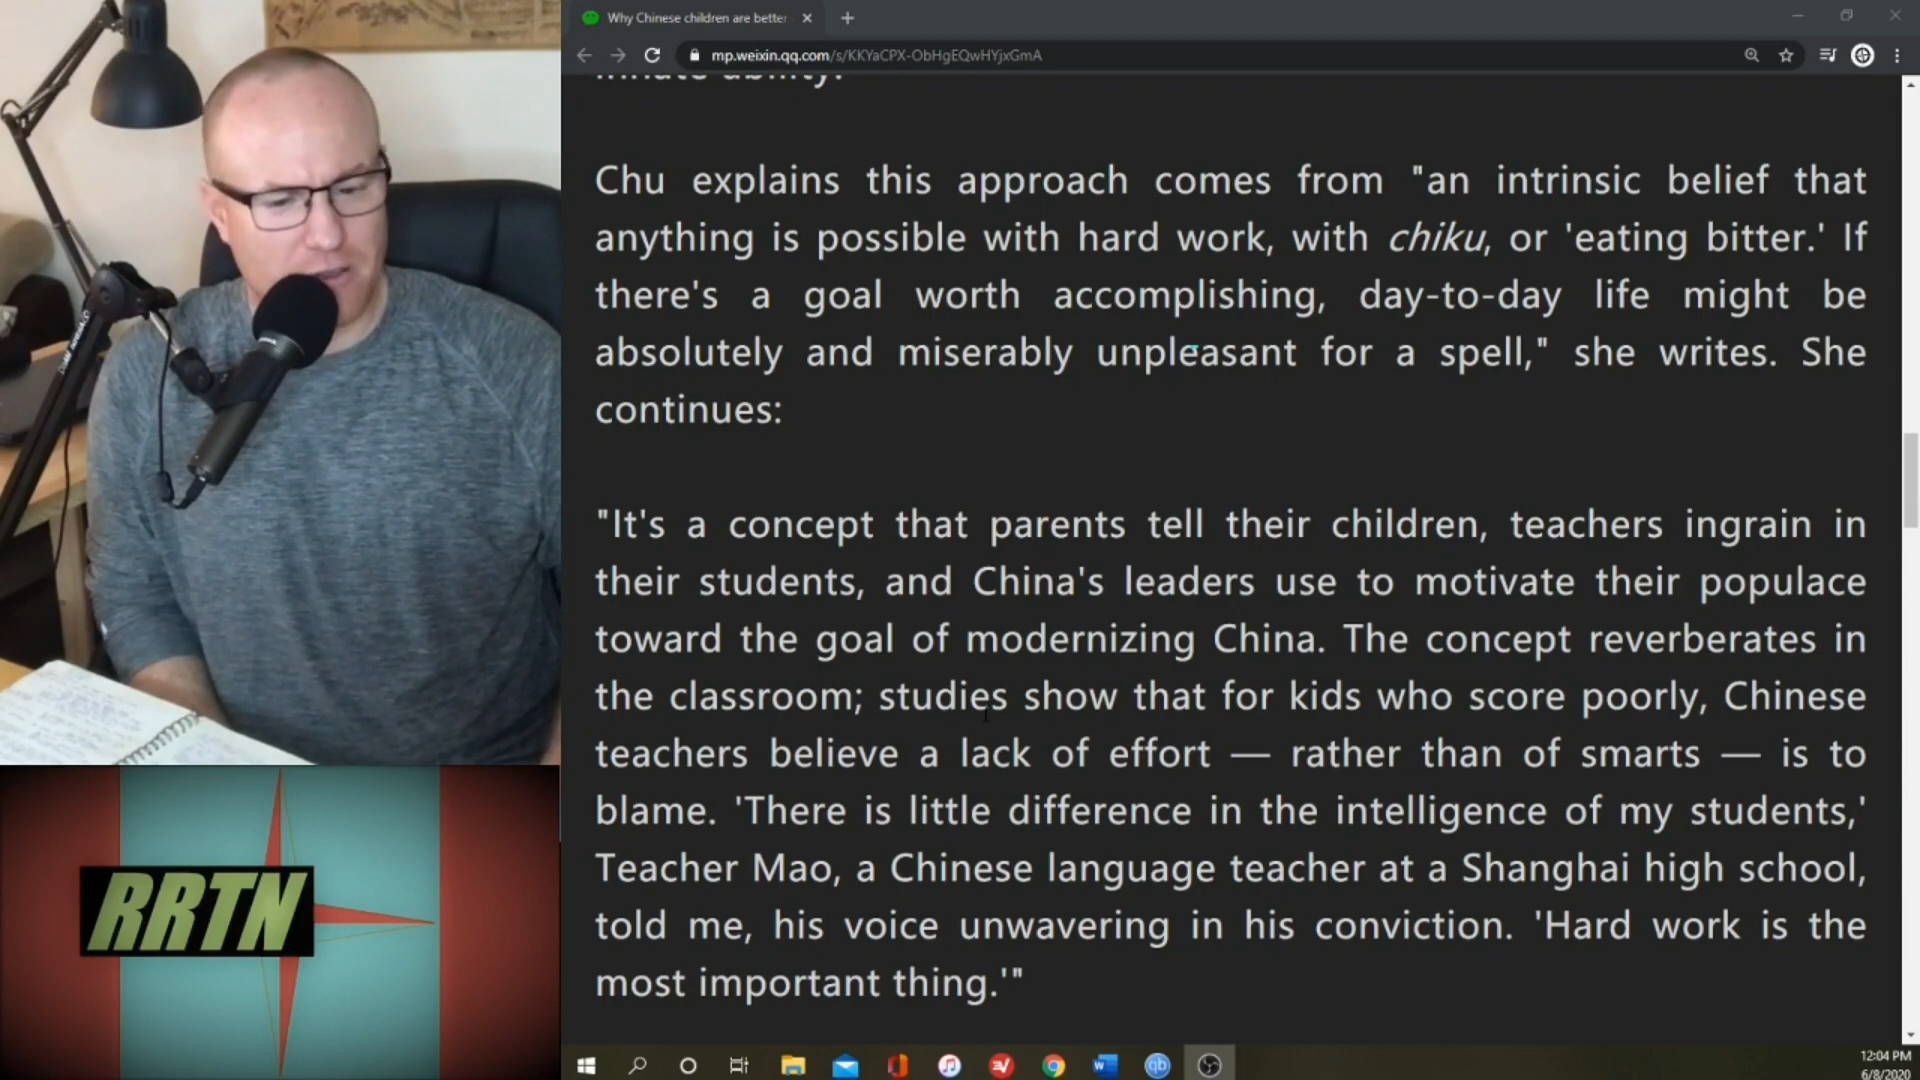 Why Chinese children are better
mp.weixin.qq.com/s/KKYaCPX-ObHgEQwHYjxGmA
innate ability.
Chu explains this approach comes from "an intrinsic belief that
anything is possible with hard work, with chiku, or 'eating bitter.' If
there's a goal worth accomplishing, day-to-day life might be
absolutely and miserably unpleasant for a spell," she writes. She
continues:
"It's a concept that parents tell their children, teachers ingrain in
their students, and China's leaders use to motivate their populace
toward the goal of modernizing China. The concept reverberates in
the classroom; studies show that for kids who score poorly, Chinese
teachers believe a lack of effort — rather than of smarts — is to
blame. 'There is little difference in the intelligence of my students,'
Teacher Mao, a Chinese language teacher at a Shanghai high school,
told me, his voice unwavering in his conviction. 'Hard work is the
most important thing.'"
RRTN
qb
12:04 PM
6/8/2020